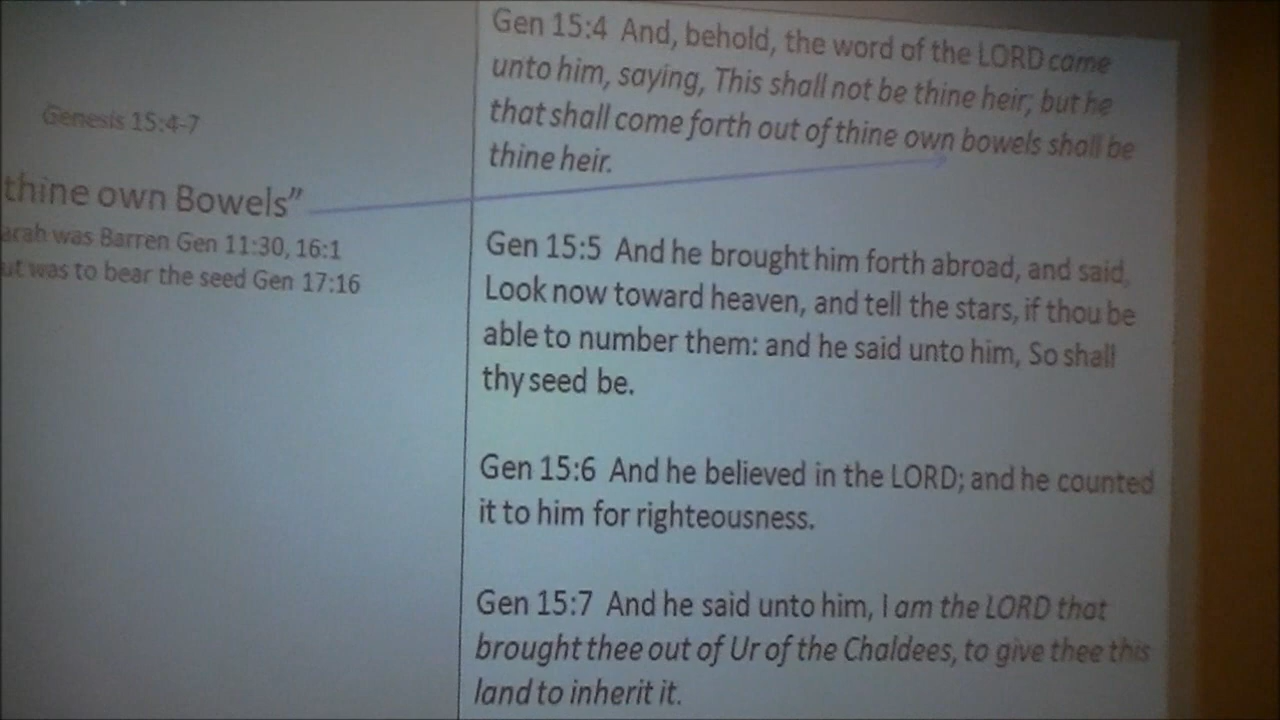 Genesis 15:4-7
thine own Bowels”
arah was Barren Gen 11:30, 16:1
ut was to bear the seed Gen 17:16
Gen 15:4 And, behold, the word of the LORD came
unto him, saying, This shall not be thine heir; but he
that shall come forth out of thine own bowels shall be
thine heir.
Gen 15:5 And he brought him forth abroad, and said,
Look now toward heaven, and tell the stars, if thou be
able to number them: and he said unto him, So shall
thy seed be.
Gen 15:6 And he believed in the LORD; and he counted
it to him for righteousness.
Gen 15:7 And he said unto him, I am the LORD that
brought thee out of Ur of the Chaldees, to give thee this
land to inherit it.